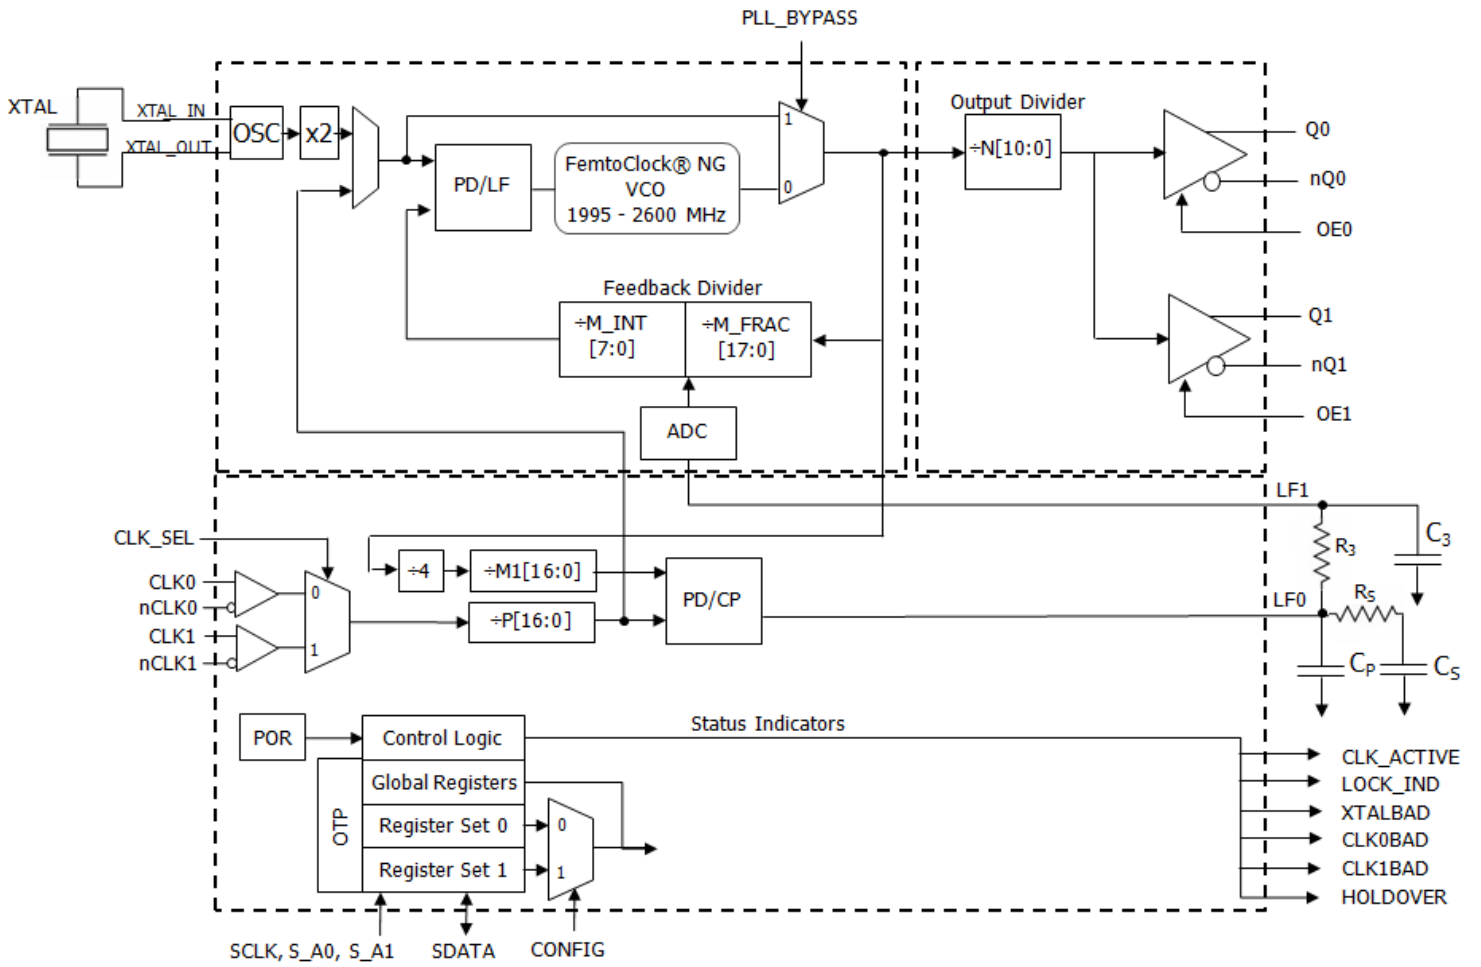 PLL_BYPASS
XTAL
XTAL_IN
XTAL_OUT
OSC
x2
PD/LF
FemtoClock® NG
VCO
1995 - 2600 MHz
1
0
Output Divider
÷N[10:0]
Q0
nQ0
OE0
Feedback Divider
÷M_INT
[7:0]
÷M_FRAC
[17:0]
ADC
Q1
nQ1
OE1
LF1
R3
C3
CLK_SEL
CLK0
nCLK0
CLK1
nCLK1
0
1
÷4
÷M1[16:0]
÷P[16:0]
PD/CP
LF0
RS
CP
CS
POR
Control Logic
Status Indicators
Global Registers
OTP
Register Set 0
Register Set 1
0
1
CLK_ACTIVE
LOCK_IND
XTALBAD
CLK0BAD
CLK1BAD
HOLDOVER
SCLK, S_A0, S_A1
SDATA
CONFIG